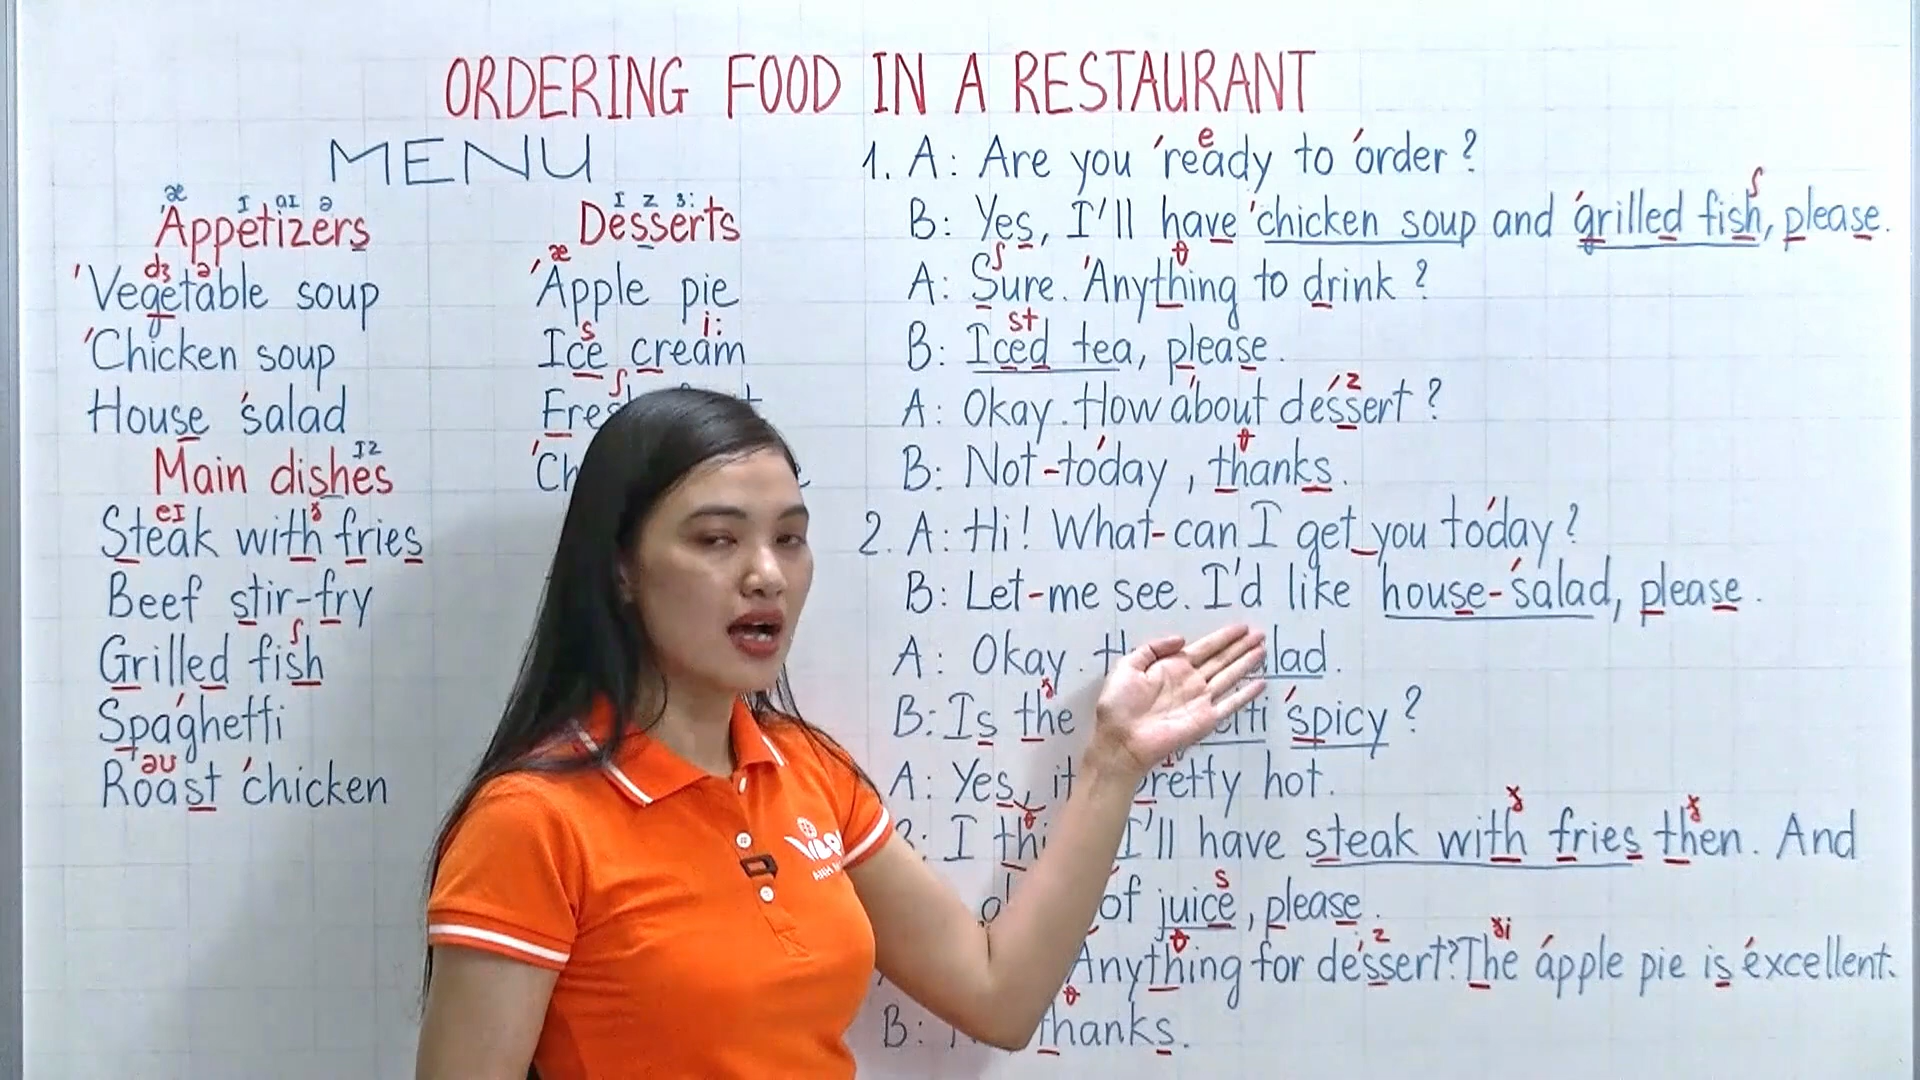 ORDERING FOOD IN A RESTAURANT
MENU
Appetizers
Vegetable soup
Chicken soup
House salad
Main dishes
Steak with fries
Beef stir-fry
Grilled fish
Spaghetti
Roast chicken
Desserts
Apple pie
Ice cream
1. A: Are you ready to order?
B: Yes, I'll have chicken soup and grilled fish, please.
A: Sure. Anything to drink?
B: Iced tea, please.
A: Okay. How about dessert?
B: Not-today, thanks.
2. A: Hi! What-can I get you today?
B: Let-me see. I'd like house-salad, please.
A: Okay.
B: Is the spicy?
A: Yes, it hot.
I I'll have steak with fries then. And
of juice, please.
Anything for dessert? The apple pie is excellent.
B: thanks.